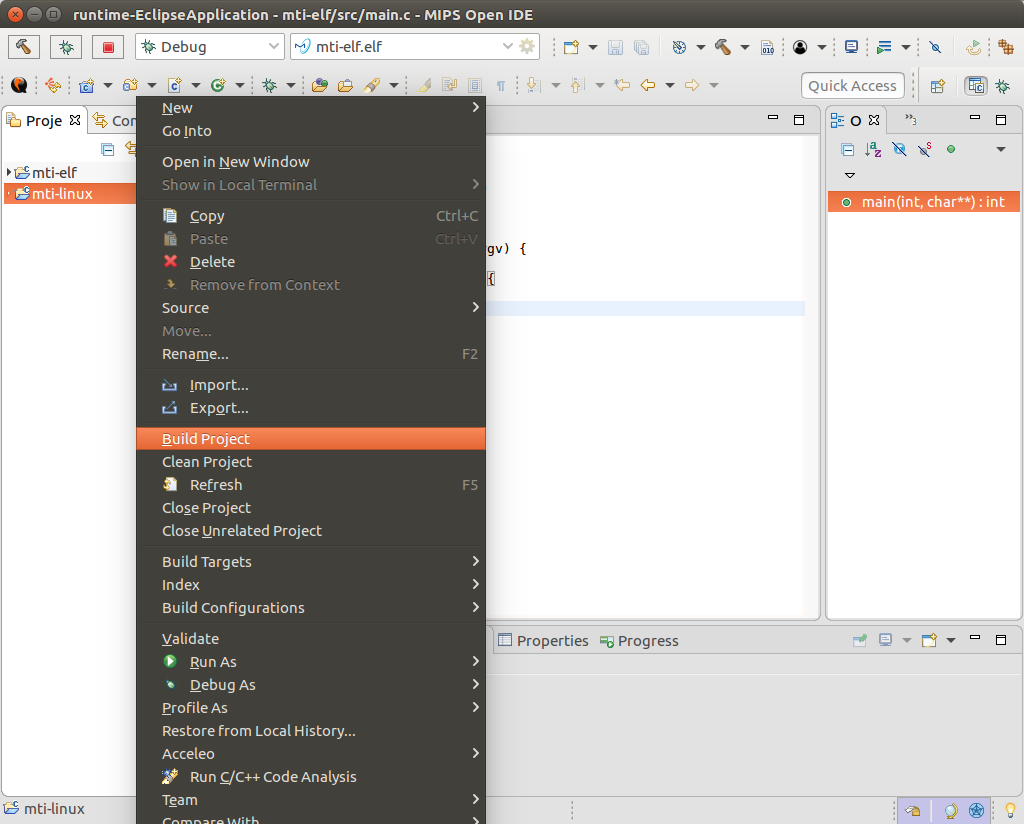 runtime-EclipseApplication - mti-elf/src/main.c - MIPS Open IDE
Debug
mti-elf.elf
010
Quick Access
Proje
Con
O
3
mti-elf
mti-linux
main(int, char**) : int
gv) {
{
New
Go Into
Open in New Window
Show in Local Terminal
Copy Ctrl+C
Paste Ctrl+V
Delete
Remove from Context
Source
Move...
Rename... F2
Import...
Export...
Build Project
Clean Project
Refresh F5
Close Project
Close Unrelated Project
Build Targets
Index
Build Configurations
Validate
Run As
Debug As
Profile As
Restore from Local History...
Acceleo
Run C/C++ Code Analysis
Team
Compare With
Properties
Progress
mti-linux